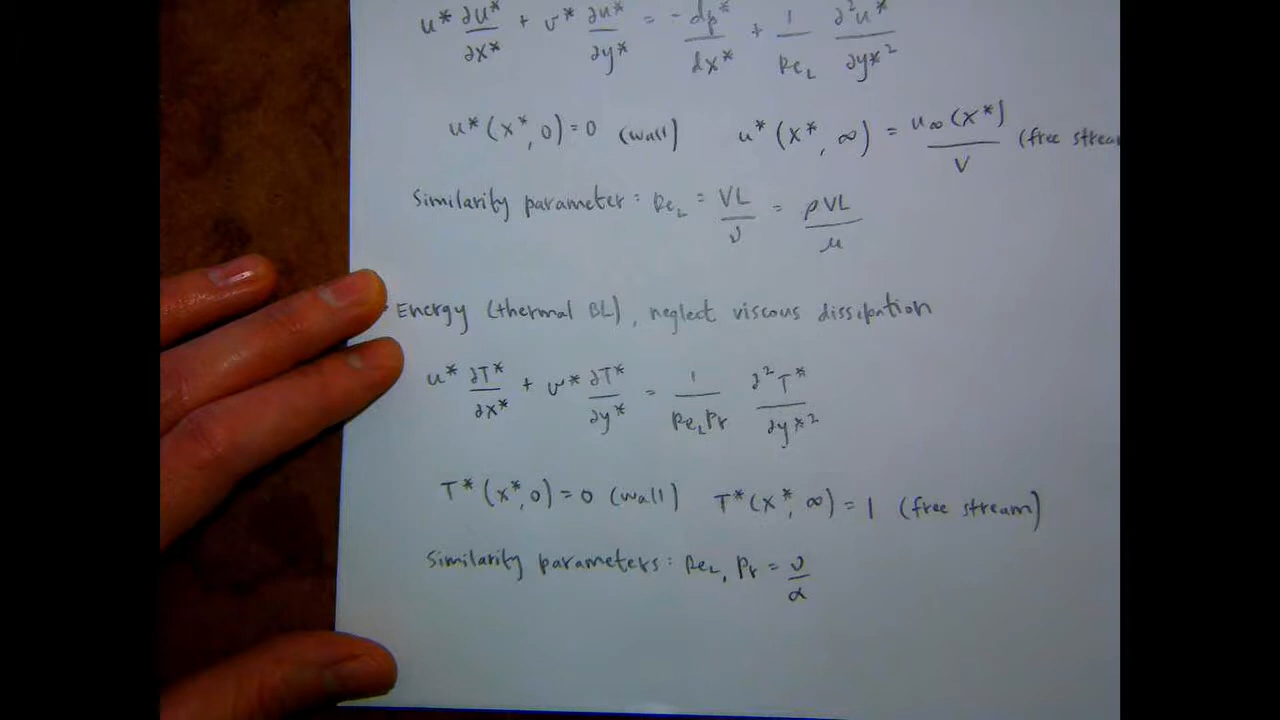 u* ∂u*/∂x* + v* ∂u*/∂y* = -dp*/dx* + 1/Re_L ∂²u*/∂y*²
u*(x*,0)=0 (wall) u*(x*,∞) = u∞(x*)/V (free strea
Similarity parameter: Re_L = VL/ν = ρVL/μ
Energy (thermal BL), neglect viscous dissipation
u* ∂T*/∂x* + v* ∂T*/∂y* = 1/Re_L Pr ∂²T*/∂y*²
T*(x*,0)=0 (wall) T*(x*,∞)=1 (free stream)
Similarity parameters: Re_L, Pr = ν/α